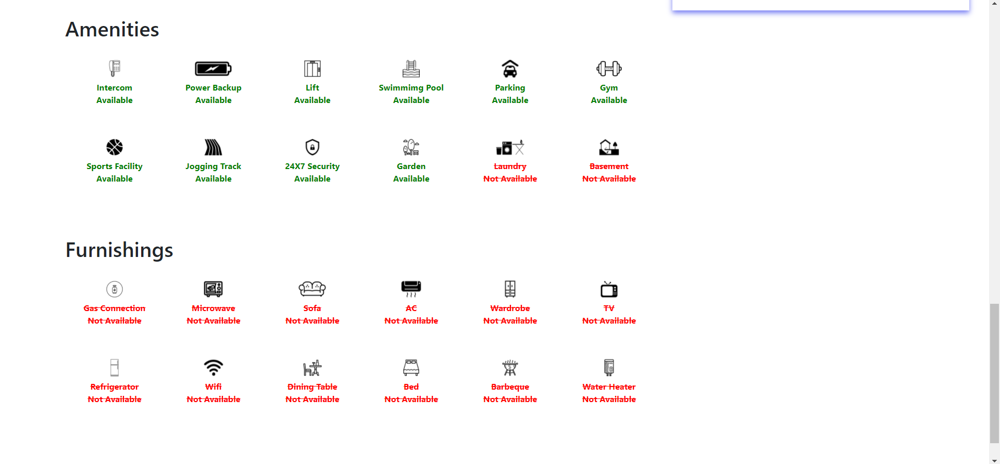 Amenities
Intercom Power Backup Lift Swimmimg Pool Parking Gym
Available Available Available Available Available Available
Sports Facility Jogging Track 24X7 Security Garden Laundry Basement
Available Available Available Available Not Available Not Available
Furnishings
Gas Connection Microwave Sofa AC Wardrobe TV
Not Available Not Available Not Available Not Available Not Available Not Available
Refrigerator Wifi Dining Table Bed Barbeque Water Heater
Not Available Not Available Not Available Not Available Not Available Not Available